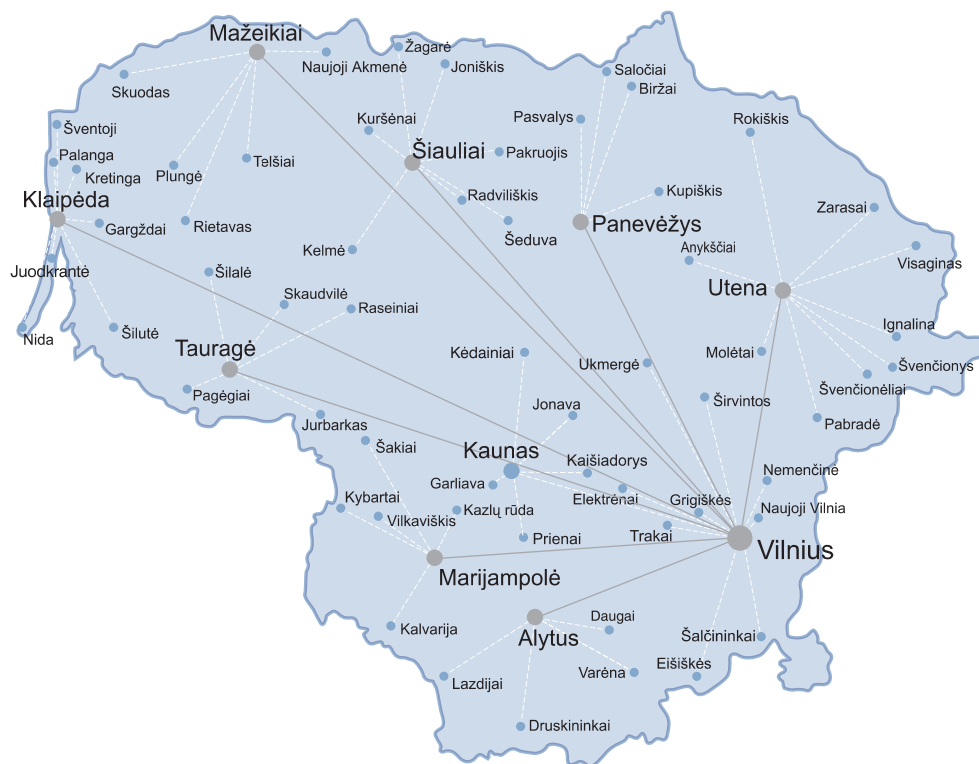 Mažeikiai
Žagarė
Naujoji Akmenė
Joniškis
Saločiai
Skuodas
Biržai
Kuršėnai
Pasvalys
Rokiškis
Šventoji
Šiauliai
Pakruojis
Palanga
Telšiai
Kretinga
Plungė
Klaipėda
Radviliškis
Kupiškis
Zarasai
Gargždai
Rietavas
Šeduva
Panevėžys
Kelmė
Anykščiai
Visaginas
Juodkrantė
Šilalė
Utena
Skaudvilė
Raseiniai
Ignalina
Nida
Šilutė
Tauragė
Kėdainiai
Ukmergė
Molėtai
Švenčionys
Švenčionėliai
Pagėgiai
Jonava
Širvintos
Pabradė
Jurbarkas
Šakiai
Kaunas
Kaišiadorys
Nemenčinė
Garliava
Elektrėnai
Grigiškės
Kybartai
Kazlų rūda
Naujoji Vilnia
Vilkaviškis
Prienai
Trakai
Vilnius
Marijampolė
Daugai
Kalvarija
Alytus
Šalčininkai
Eišiškės
Varėna
Lazdijai
Druskininkai